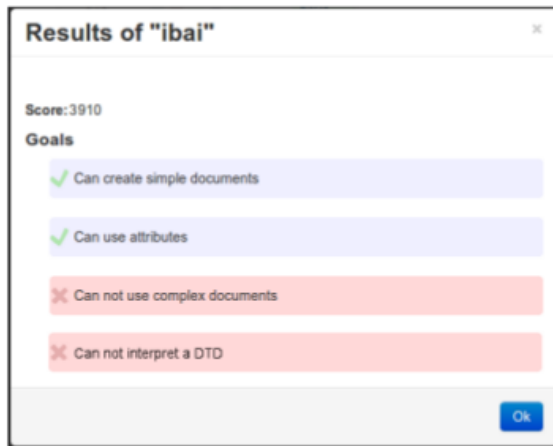 Results of "ibai"
×
Score:3910
Goals
Can create simple documents
Can use attributes
Can not use complex documents
Can not interpret a DTD
Ok